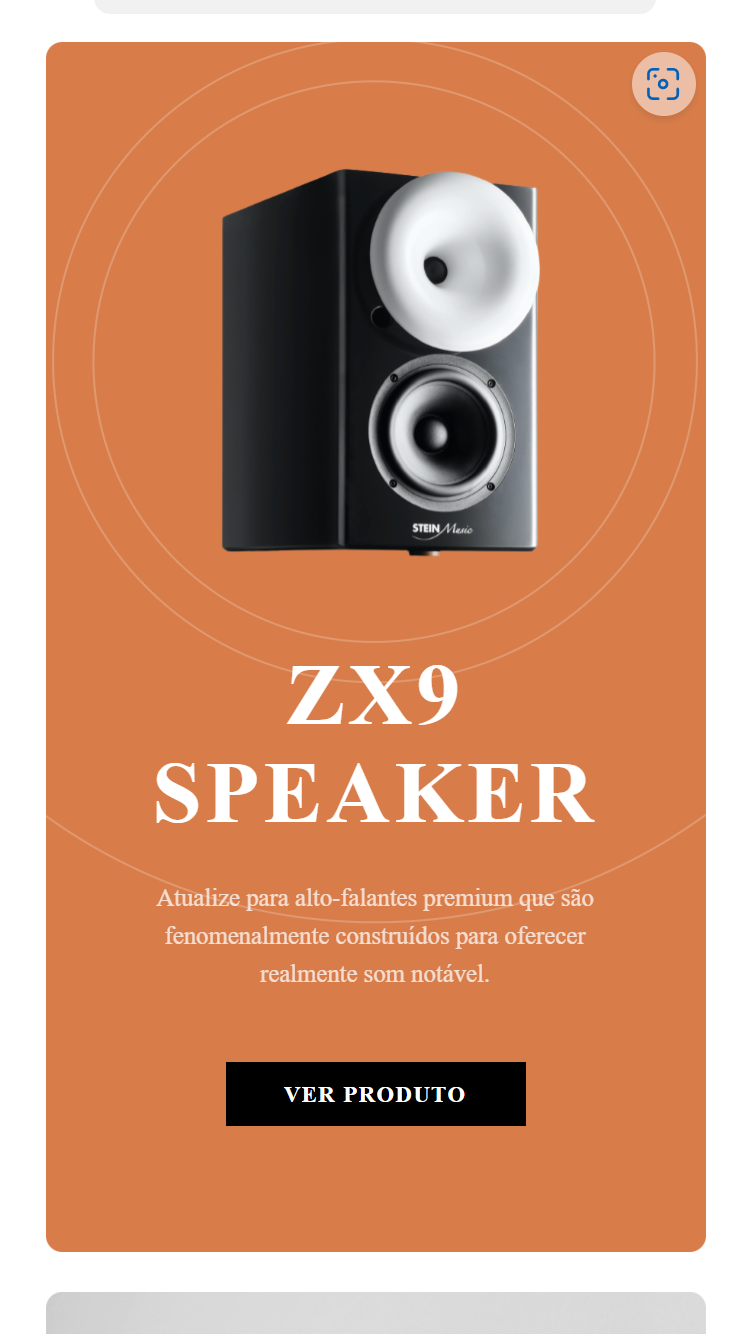 STEIN Music
ZX9
SPEAKER
Atualize para alto-falantes premium que são
fenomenalmente construídos para oferecer
realmente som notável.
VER PRODUTO